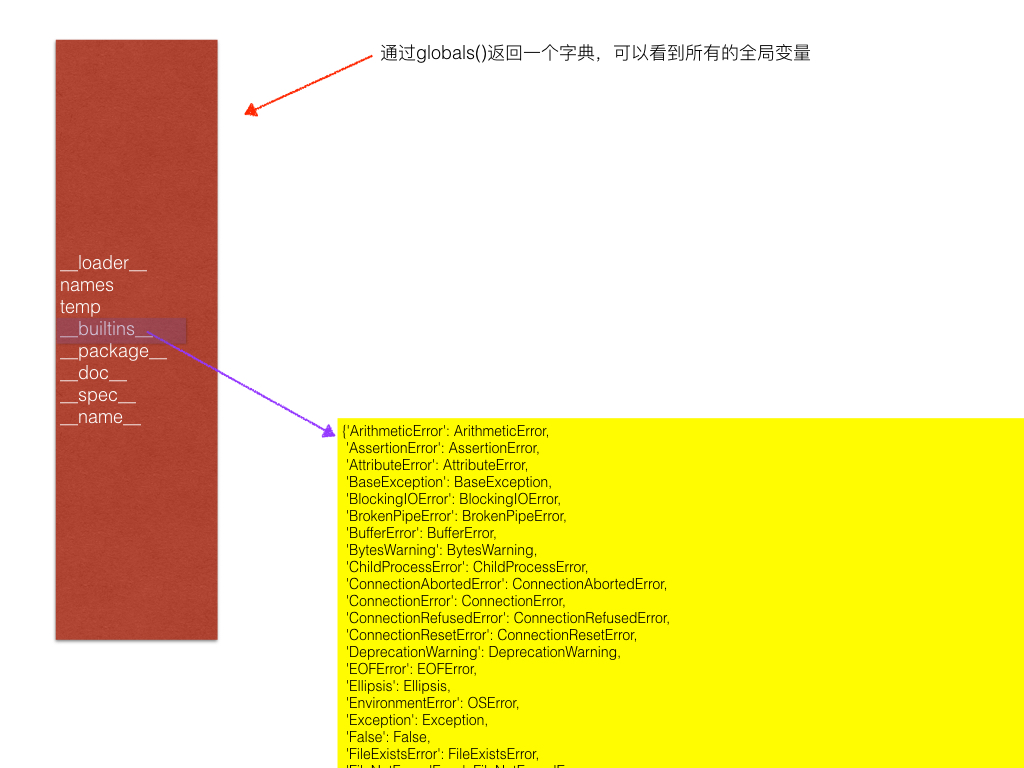 通过globals()返回一个字典，可以看到所有的全局变量
__loader__
names
temp
__builtins__
__package__
__doc__
__spec__
__name__
{'ArithmeticError': ArithmeticError,
'AssertionError': AssertionError,
'AttributeError': AttributeError,
'BaseException': BaseException,
'BlockingIOError': BlockingIOError,
'BrokenPipeError': BrokenPipeError,
'BufferError': BufferError,
'BytesWarning': BytesWarning,
'ChildProcessError': ChildProcessError,
'ConnectionAbortedError': ConnectionAbortedError,
'ConnectionError': ConnectionError,
'ConnectionRefusedError': ConnectionRefusedError,
'ConnectionResetError': ConnectionResetError,
'DeprecationWarning': DeprecationWarning,
'EOFError': EOFError,
'Ellipsis': Ellipsis,
'EnvironmentError': OSError,
'Exception': Exception,
'False': False,
'FileExistsError': FileExistsError,